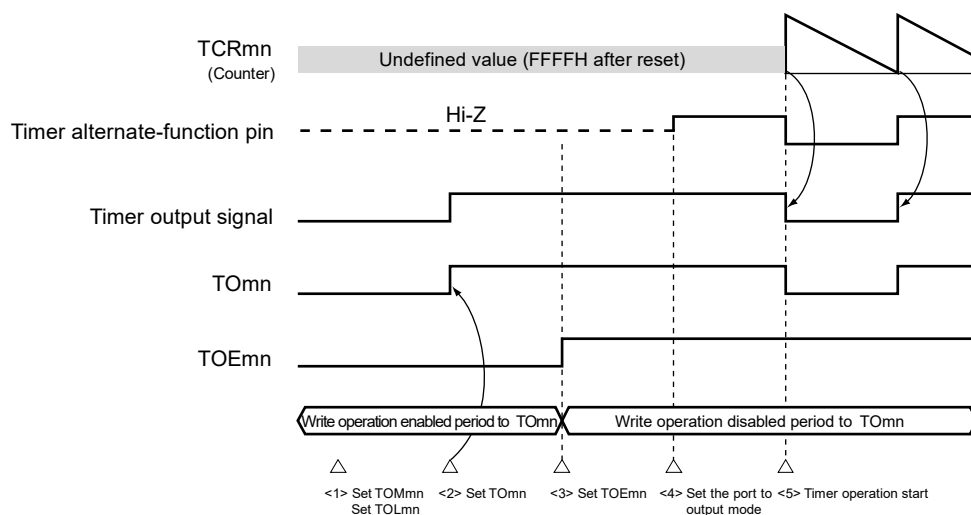 TCRmn
(Counter)
Undefined value (FFFFH after reset)
Hi-Z
Timer alternate-function pin
Timer output signal
TOmn
TOEmn
Write operation enabled period to TOmn
Write operation disabled period to TOmn
<1> Set TOMmn
Set TOLmn
<2> Set TOmn
<3> Set TOEmn
<4> Set the port to
output mode
<5> Timer operation start